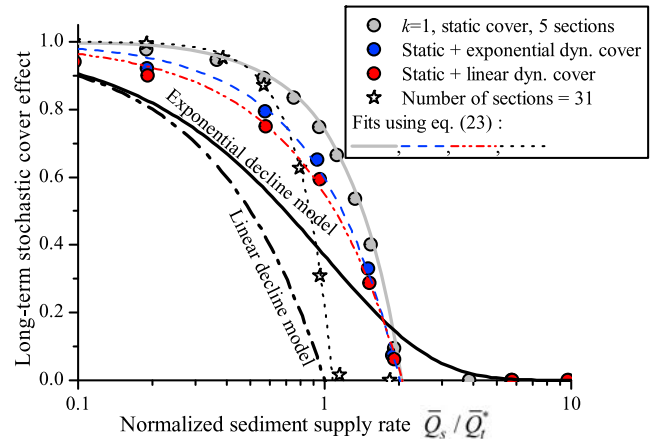 k=1, static cover, 5 sections
Static + exponential dyn. cover
Static + linear dyn. cover
Number of sections = 31
Fits using eq. (23) :
, , ,
Long-term stochastic cover effect
1.0
0.8
0.6
0.4
0.2
0.0
Exponential decline model
Linear decline model
0.1 1 10
Normalized sediment supply rate Q̅s / Q̅t*